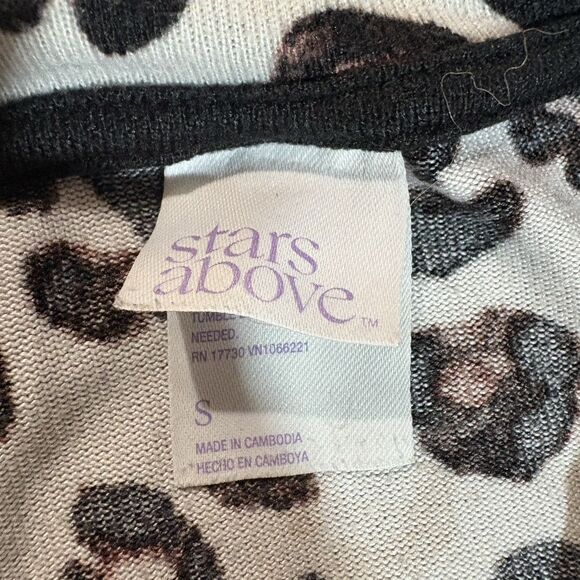 stars
above™
TUMBLE
NEEDED.
RN 17730 VN1066221
S
MADE IN CAMBODIA
HECHO EN CAMBOYA